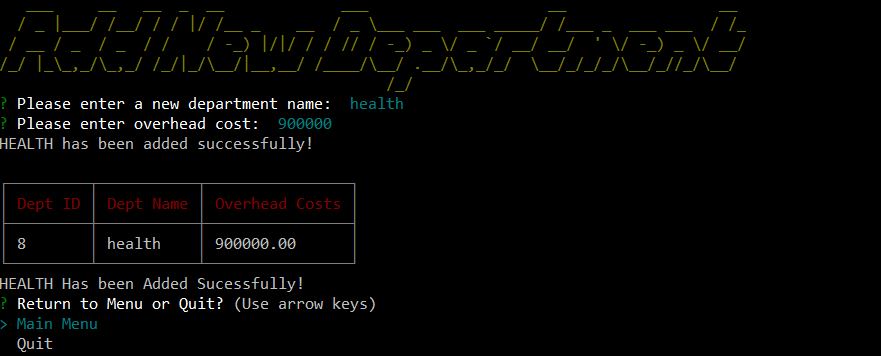 Add New Department
? Please enter a new department name: health
? Please enter overhead cost: 900000
HEALTH has been added successfully!
Dept ID Dept Name Overhead Costs
8 health 900000.00
HEALTH Has been Added Sucessfully!
? Return to Menu or Quit? (Use arrow keys)
> Main Menu
Quit